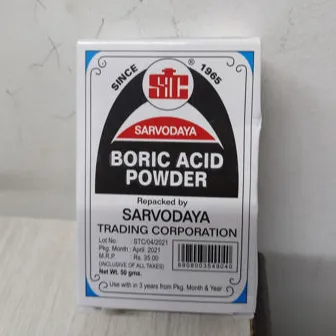 SINCE 1965
STC
SARVODAYA
BORIC ACID
POWDER
Repacked by
SARVODAYA
TRADING CORPORATION
Lot No. : STC/04/2021
Pkg. Month : April, 2021
M.R.P. : Rs. 35.00
(INCLUSIVE OF ALL TAXES)
Net Wt. 50 gms.
8908003549040
Use with in 3 years from Pkg. Month & Year